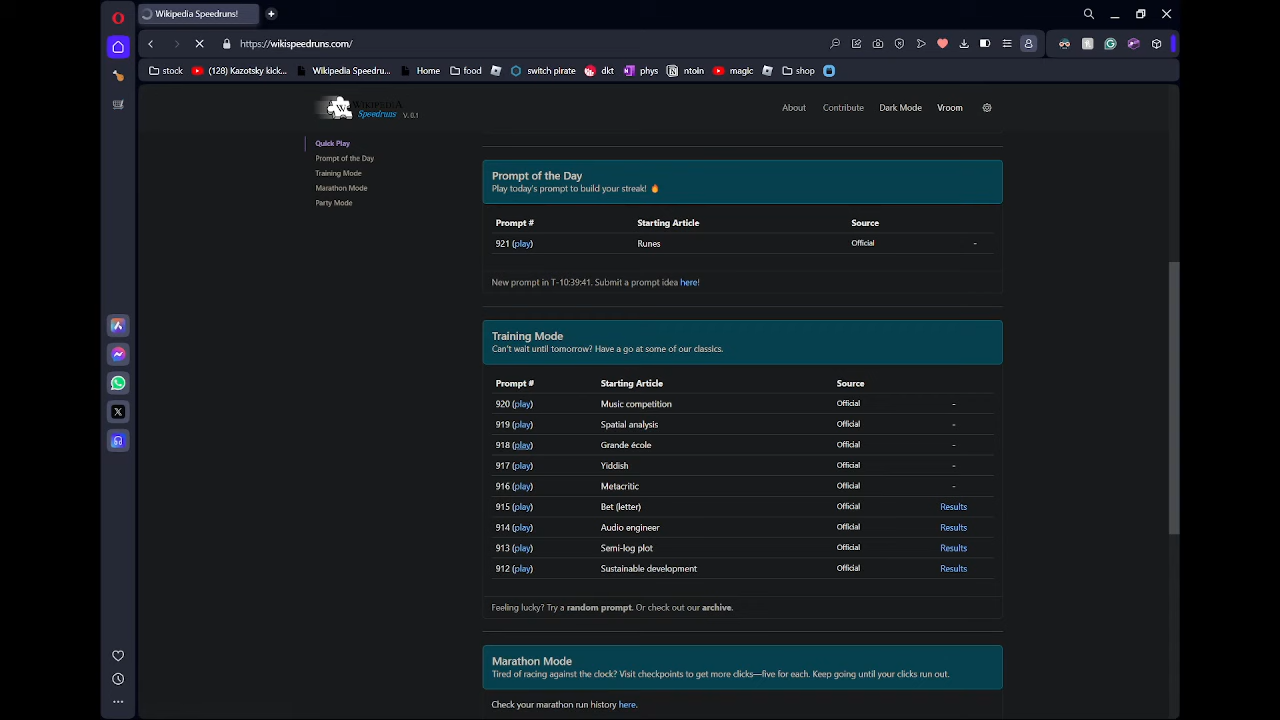 Wikipedia Speedruns!
https://wikispeedruns.com/
stock
(128) Kazotsky kick...
Wikipedia Speedru...
Home
food
switch pirate
dkt
phys
ntoin
magic
shop
WIKIPEDIA
Speedruns
V. 0.1
About
Contribute
Dark Mode
Vroom
Quick Play
Prompt of the Day
Training Mode
Marathon Mode
Party Mode
Prompt of the Day
Play today's prompt to build your streak! 🔥
Prompt # Starting Article Source
921 (play) Runes Official -
New prompt in T-10:39:41. Submit a prompt idea here!
Training Mode
Can't wait until tomorrow? Have a go at some of our classics.
Prompt # Starting Article Source
920 (play) Music competition Official -
919 (play) Spatial analysis Official -
918 (play) Grande école Official -
917 (play) Yiddish Official -
916 (play) Metacritic Official -
915 (play) Bet (letter) Official Results
914 (play) Audio engineer Official Results
913 (play) Semi-log plot Official Results
912 (play) Sustainable development Official Results
Feeling lucky? Try a random prompt. Or check out our archive.
Marathon Mode
Tired of racing against the clock? Visit checkpoints to get more clicks—five for each. Keep going until your clicks run out.
Check your marathon run history here.